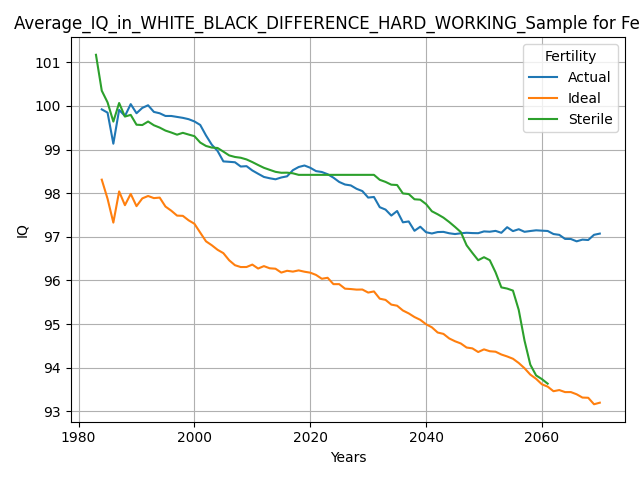 Average_IQ_in_WHITE_BLACK_DIFFERENCE_HARD_WORKING_Sample for Fe
Fertility
Actual
Ideal
Sterile
101
100
99
98
97
96
95
94
93
IQ
1980
2000
2020
2040
2060
Years